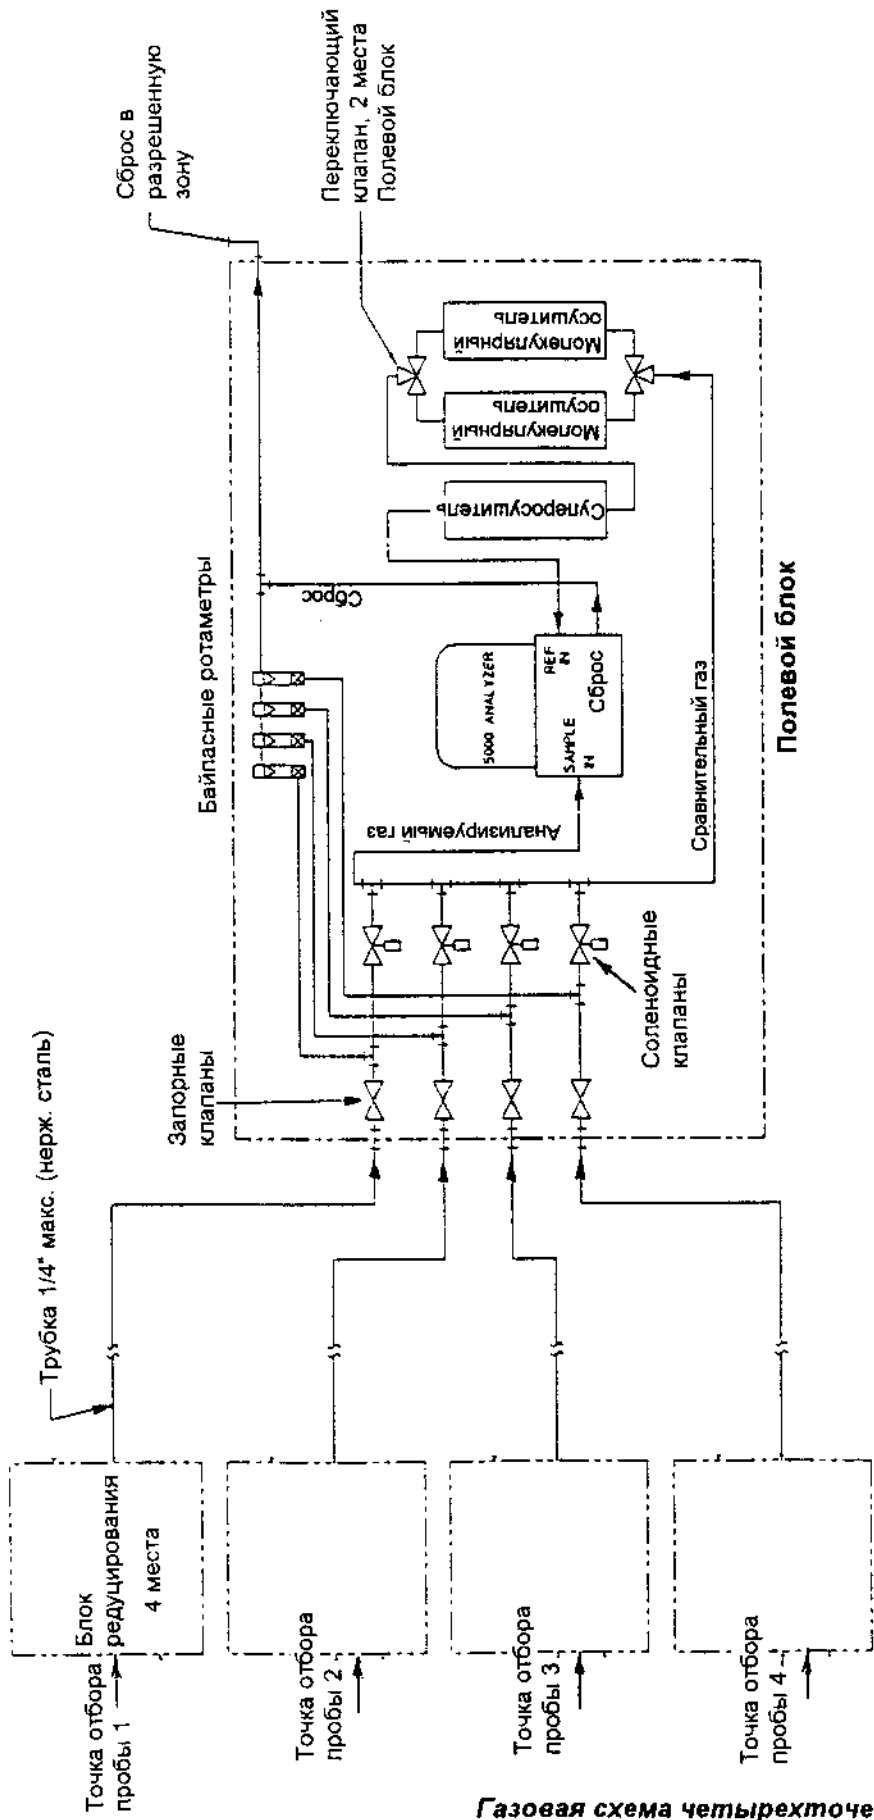 Точка отбора
пробы 1
Блок
редуцирования
4 места
Точка отбора
пробы 2
Точка отбора
пробы 3
Точка отбора
пробы 4
Трубка 1/4" макс. (нерж. сталь)
Запорные
клапаны
Соленоидные
клапаны
Байпасные ротаметры
Анализируемый газ
Сравнительный газ
5000 ANALYZER
SAMPLE
IN
REF
IN
Сброс
Сброс
Суперосушитель
Молекулярный
осушитель
Молекулярный
осушитель
Сброс в
разрешенную
зону
Переключающий
клапан, 2 места
Полевой блок
Полевой блок
Газовая схема четырехточе